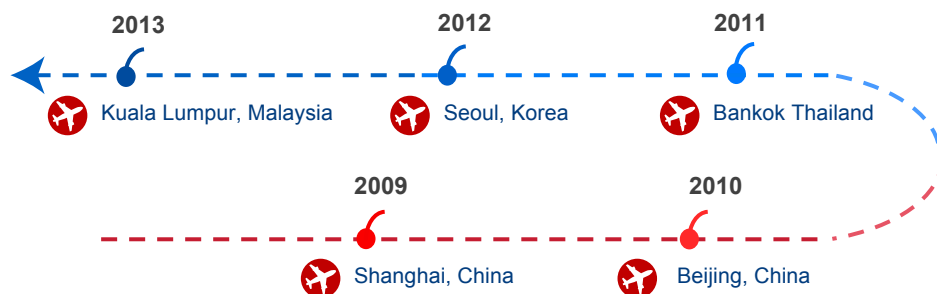 2013
2012
2011
Kuala Lumpur, Malaysia
Seoul, Korea
Bankok Thailand
2009
2010
Shanghai, China
Beijing, China